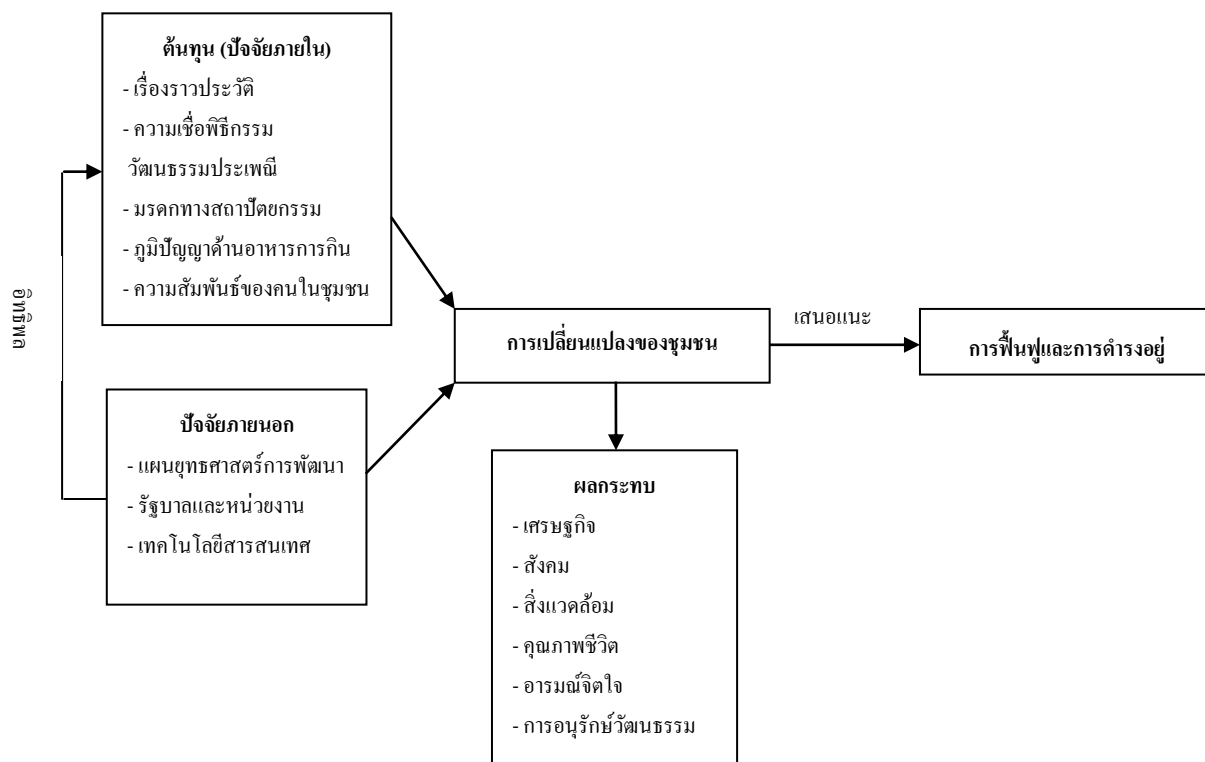 ต้นทุน (ปัจจัยภายใน)
- เรื่องราวประวัติ
- ความเชื่อพิธีกรรม
วัฒนธรรมประเพณี
- มรดกทางสถาปัตยกรรม
- ภูมิปัญญาด้านอาหารการกิน
- ความสัมพันธ์ของคนในชุมชน
อิทธิพล
ปัจจัยภายนอก
- แผนยุทธศาสตร์การพัฒนา
- รัฐบาลและหน่วยงาน
- เทคโนโลยีสารสนเทศ
การเปลี่ยนแปลงของชุมชน
เสนอแนะ
การฟื้นฟูและการดำรงอยู่
ผลกระทบ
- เศรษฐกิจ
- สังคม
- สิ่งแวดล้อม
- คุณภาพชีวิต
- อารมณ์จิตใจ
- การอนุรักษ์วัฒนธรรม